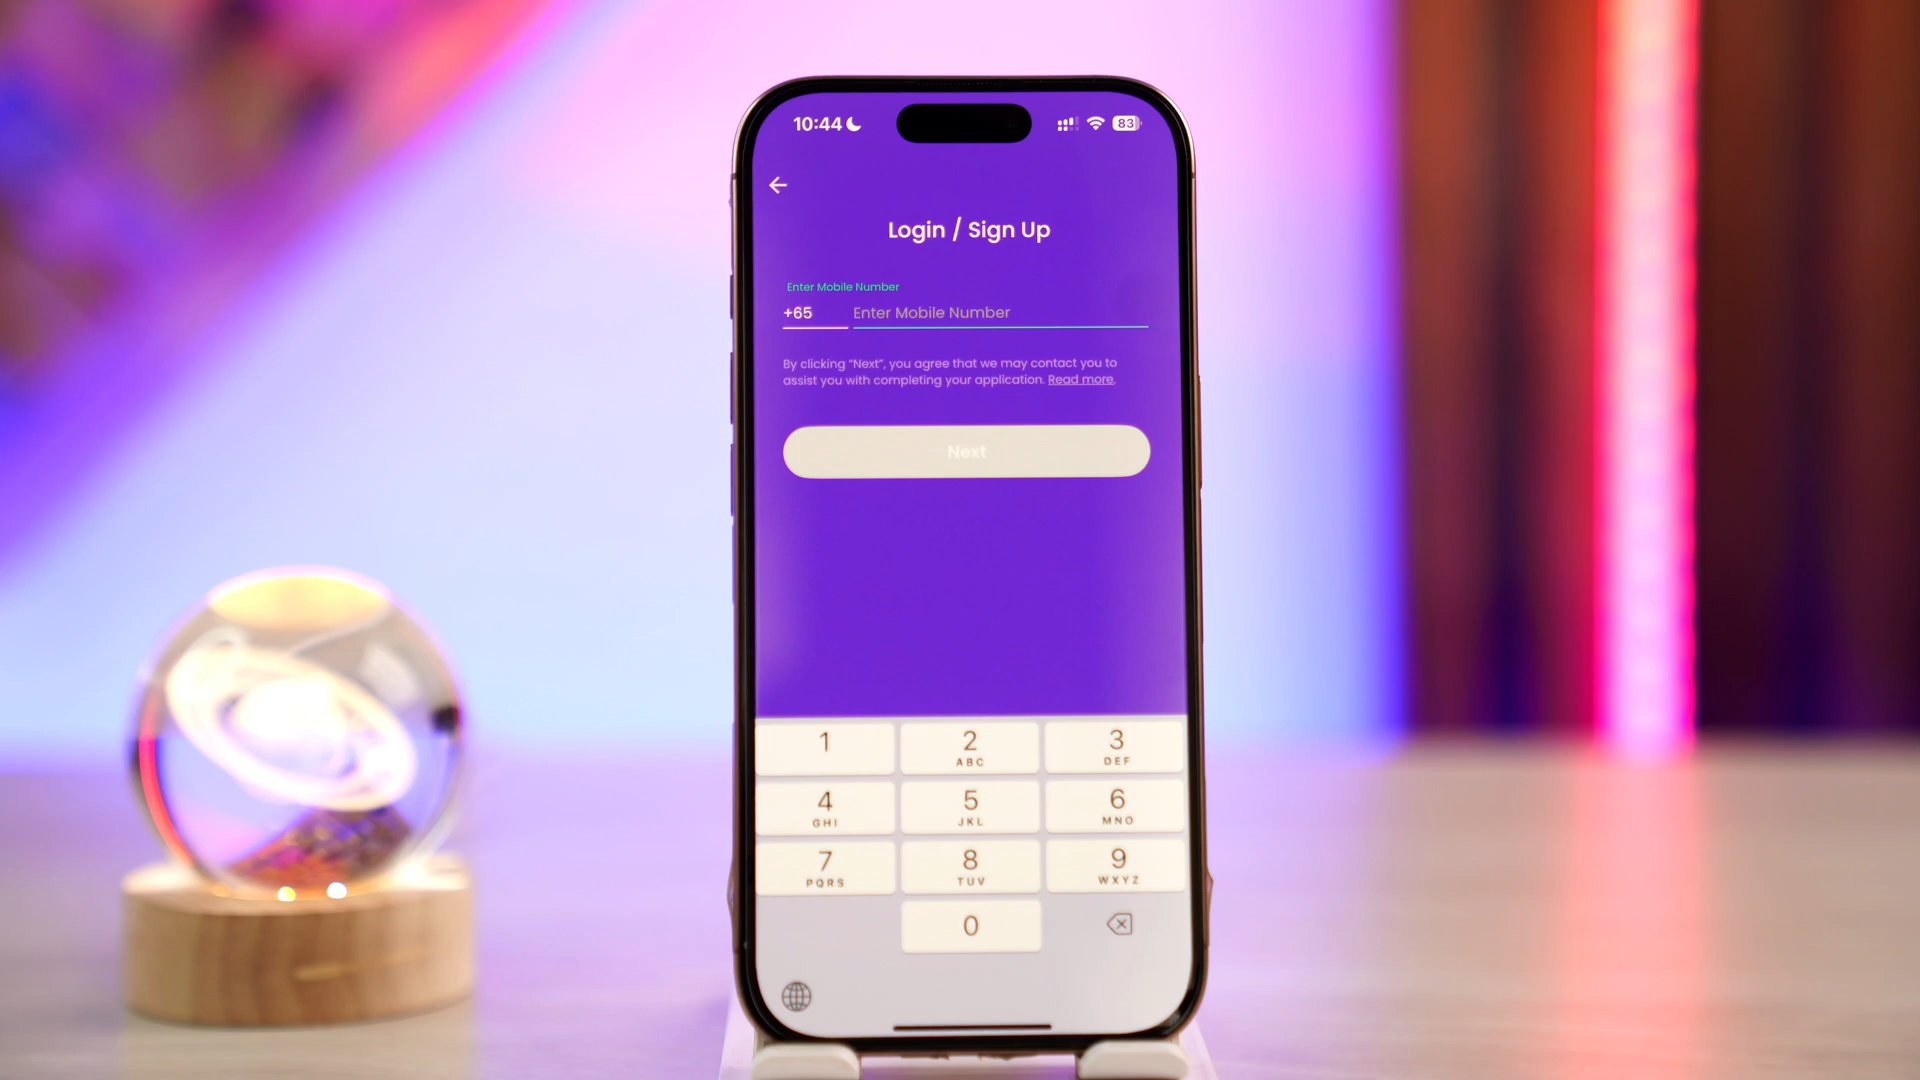 10:44
83
Login / Sign Up
Enter Mobile Number
+65 Enter Mobile Number
By clicking “Next”, you agree that we may contact you to
assist you with completing your application. Read more.
Next
1 2 3
ABC DEF
4 5 6
GHI JKL MNO
7 8 9
PQRS TUV WXYZ
0